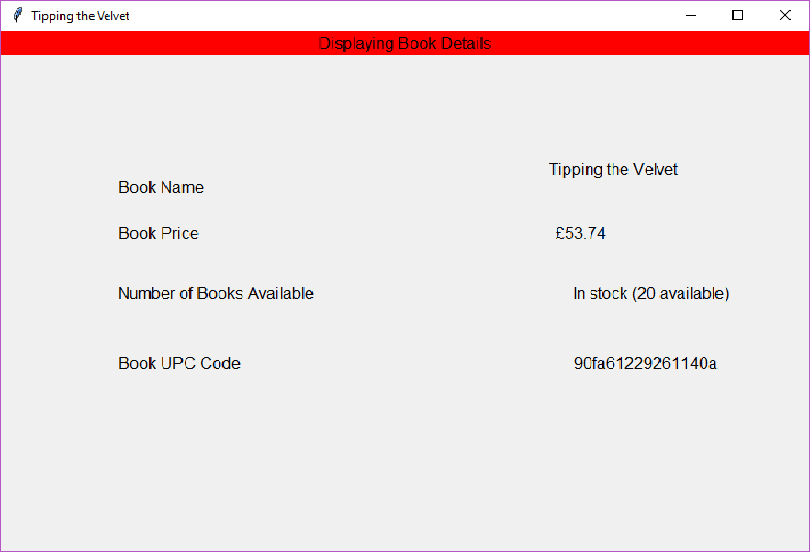 Tipping the Velvet
Displaying Book Details
Book Name
Tipping the Velvet
Book Price
£53.74
Number of Books Available
In stock (20 available)
Book UPC Code
90fa61229261140a